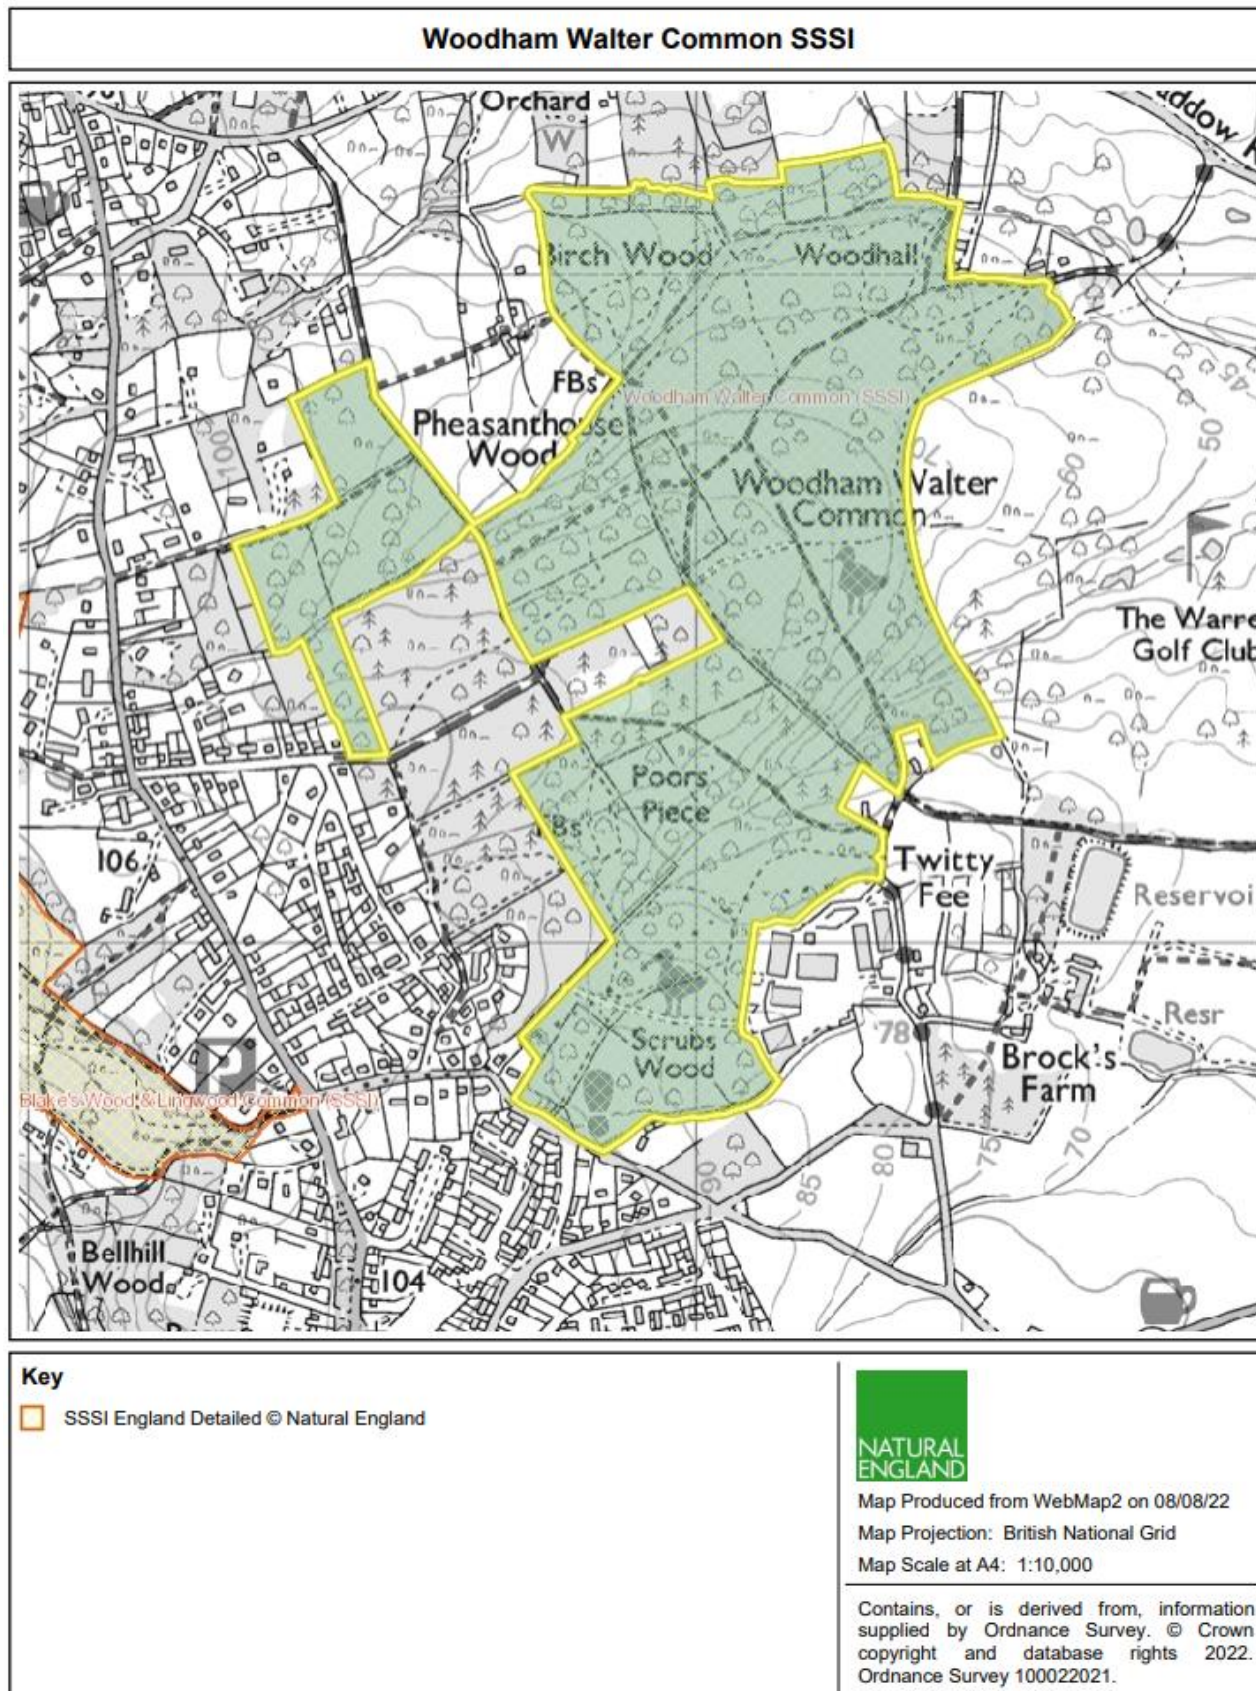 Woodham Walter Common SSSI
Orchard
W
Birch Wood
Woodhall
FBs
Woodham Walter Common (SSSI)
45
Pheasanthouse
Wood
100
70
50
60
Woodham Walter
Common
The Warre
Golf Club
Poors'
Piece
FBs
106
Twitty
Fee
Reservoi
Resr
Scrubs
Wood
78
Brock's
Farm
P
Blake's Wood & Lingwood Common (SSSI)
90
85
80
75
70
Bellhill
Wood
104
Key
SSSI England Detailed © Natural England
NATURAL
ENGLAND
Map Produced from WebMap2 on 08/08/22
Map Projection: British National Grid
Map Scale at A4: 1:10,000
Contains, or is derived from, information
supplied by Ordnance Survey. © Crown
copyright and database rights 2022.
Ordnance Survey 100022021.